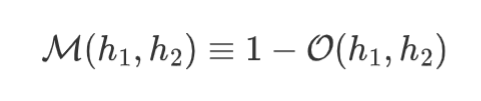 ℳ(h₁, h₂) ≡ 1 − 𝒪(h₁, h₂)